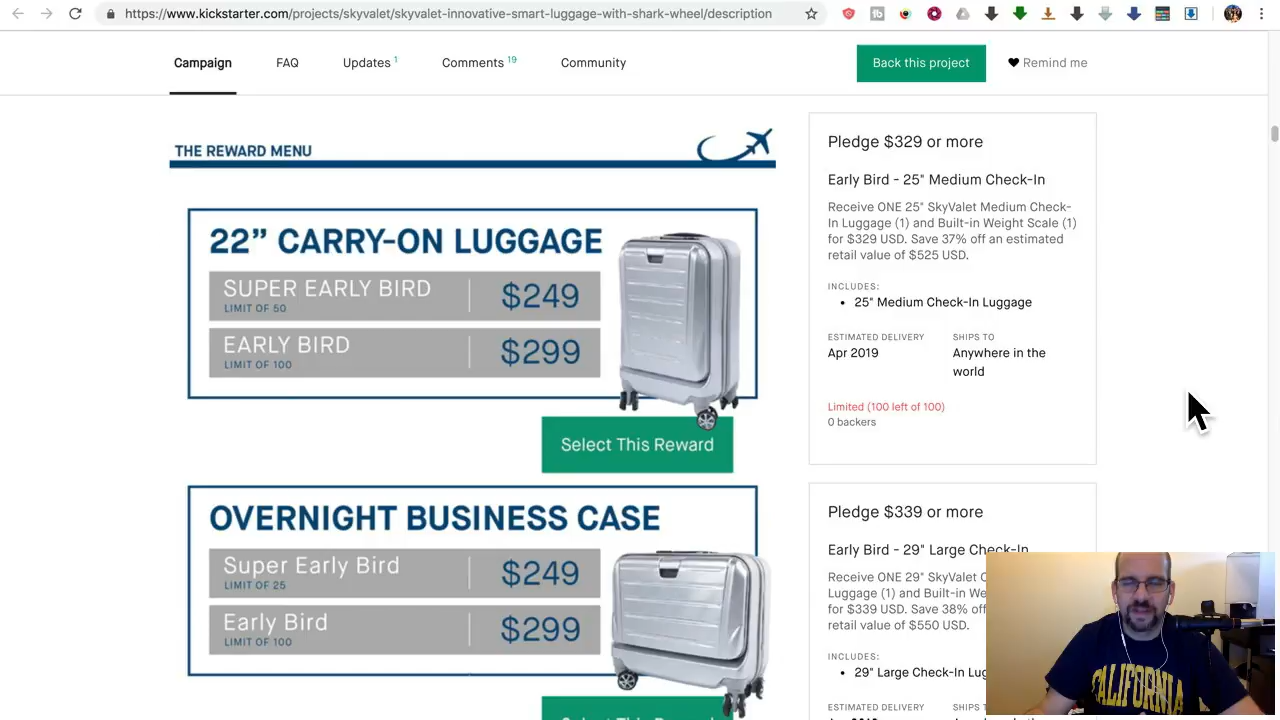 https://www.kickstarter.com/projects/skyvalet/skyvalet-innovative-smart-luggage-with-shark-wheel/description
Campaign
FAQ
Updates 1
Comments 19
Community
Back this project
Remind me
THE REWARD MENU
22” CARRY-ON LUGGAGE
SUPER EARLY BIRD
LIMIT OF 50
$249
EARLY BIRD
LIMIT OF 100
$299
Select This Reward
OVERNIGHT BUSINESS CASE
Super Early Bird
LIMIT OF 25
$249
Early Bird
LIMIT OF 100
$299
Select This Reward
Pledge $329 or more
Early Bird - 25" Medium Check-In
Receive ONE 25" SkyValet Medium Check-
In Luggage (1) and Built-in Weight Scale (1)
for $329 USD. Save 37% off an estimated
retail value of $525 USD.
INCLUDES:
• 25" Medium Check-In Luggage
ESTIMATED DELIVERY
Apr 2019
SHIPS TO
Anywhere in the
world
Limited (100 left of 100)
0 backers
Pledge $339 or more
Early Bird - 29" Large Check-In
Receive ONE 29" SkyValet
Luggage (1) and Built-in
for $339 USD. Save 38% off
retail value of $550 USD.
INCLUDES:
• 29" Large Check-In
ESTIMATED DELIVERY
SHIPS
CALIFORNIA